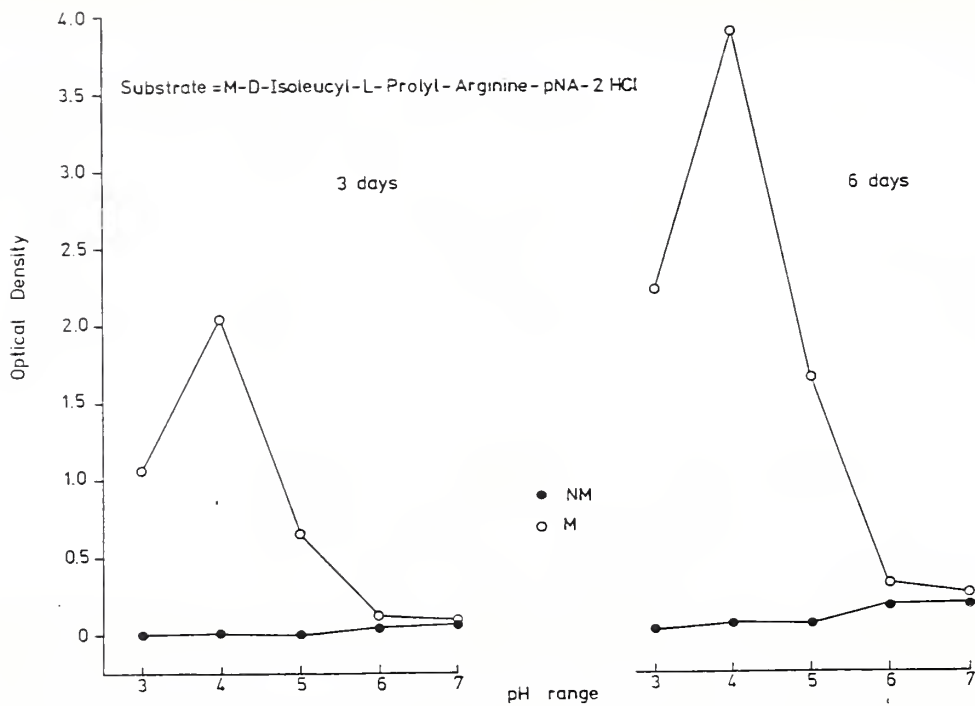 4.0
Substrate = M-D-Isoleucyl-L-Prolyl-Arginine-pNA-2 HCl
3.5
3 days
6 days
3.0
2.5
2.0
1.5
1.0
0.5
0
Optical Density
NM
M
3 4 5 6 7
3 4 5 6 7
pH range